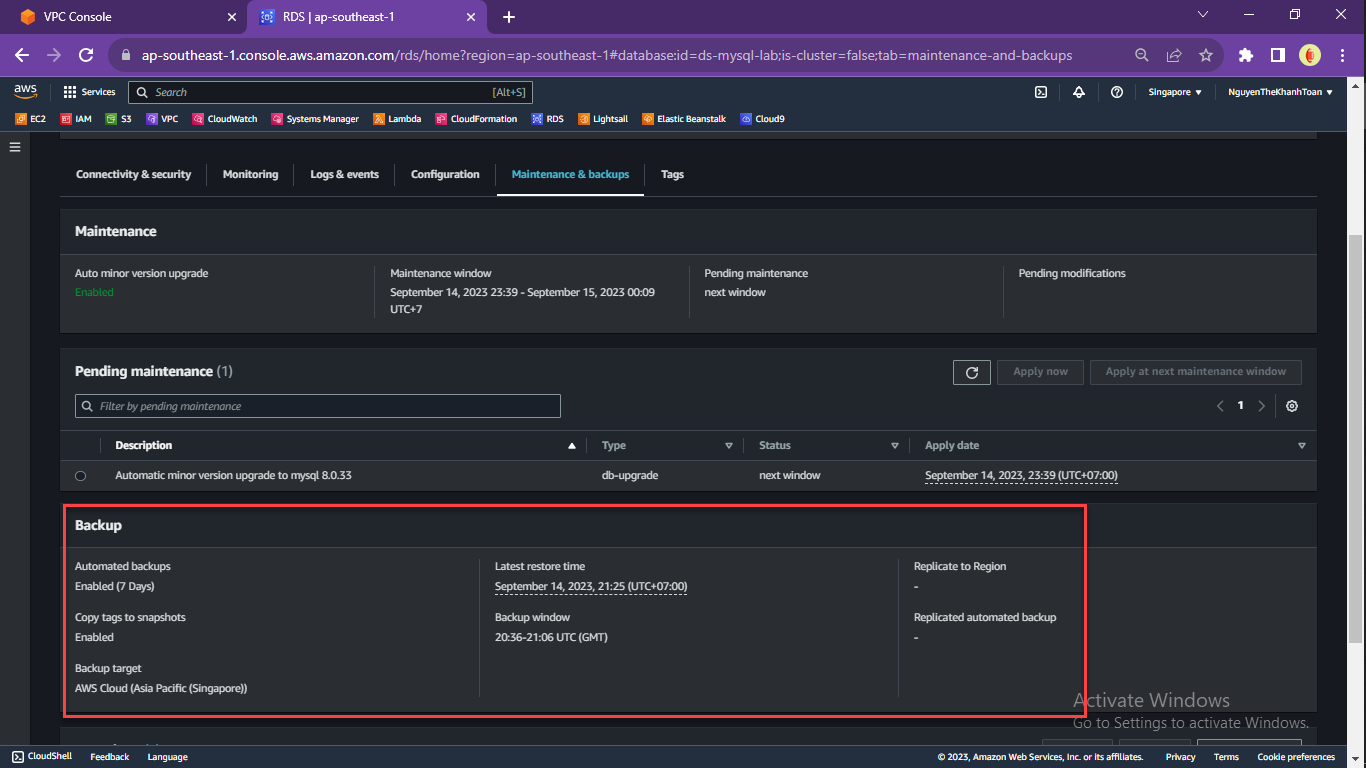 VPC Console
RDS | ap-southeast-1
ap-southeast-1.console.aws.amazon.com/rds/home?region=ap-southeast-1#database:id=ds-mysql-lab;is-cluster=false;tab=maintenance-and-backups
aws Services Search [Alt+S] Singapore NguyenTheKhanhToan
EC2 IAM S3 VPC CloudWatch Systems Manager Lambda CloudFormation RDS Lightsail Elastic Beanstalk Cloud9
Connectivity & security Monitoring Logs & events Configuration Maintenance & backups Tags
Maintenance
Auto minor version upgrade
Enabled
Maintenance window
September 14, 2023 23:39 - September 15, 2023 00:09
UTC+7
Pending maintenance
next window
Pending modifications
Pending maintenance (1)
Apply now Apply at next maintenance window
Filter by pending maintenance
1
Description Type Status Apply date
Automatic minor version upgrade to mysql 8.0.33 db-upgrade next window September 14, 2023, 23:39 (UTC+07:00)
Backup
Automated backups
Enabled (7 Days)
Copy tags to snapshots
Enabled
Backup target
AWS Cloud (Asia Pacific (Singapore))
Latest restore time
September 14, 2023, 21:25 (UTC+07:00)
Backup window
20:36-21:06 UTC (GMT)
Replicate to Region
-
Replicated automated backup
-
Activate Windows
Go to Settings to activate Windows.
CloudShell Feedback Language © 2023, Amazon Web Services, Inc. or its affiliates. Privacy Terms Cookie preferences